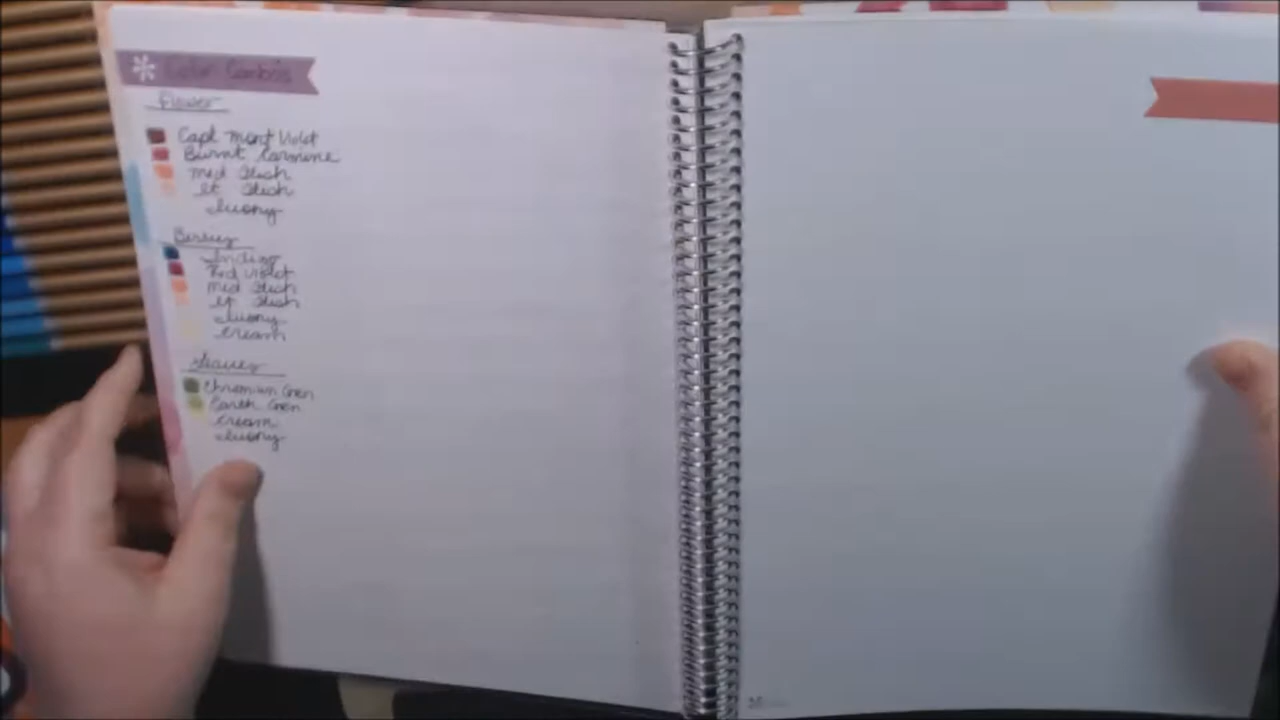 Color Combos
Flower
Capt Mort Violet
Burnt Carmine
med Flesh
Lt Flesh
Ivory
Berries
Indigo
Red Violet
med Flesh
Lt Flesh
Ivory
Cream
Leaves
Chromium Green
Earth Green
Cream
Ivory